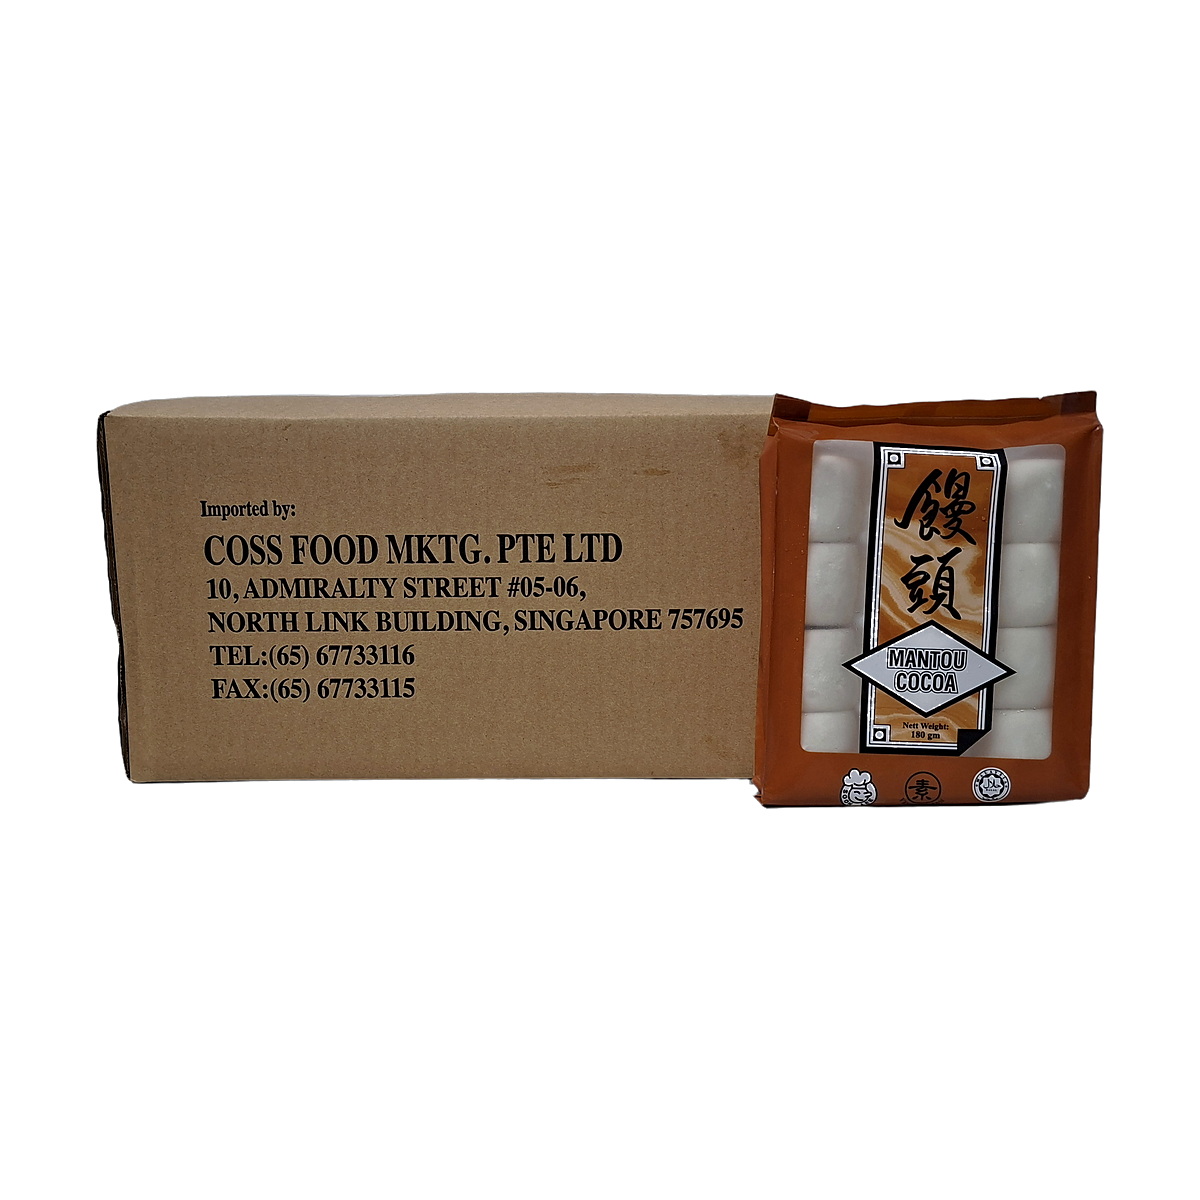 Imported by:
COSS FOOD MKTG. PTE LTD
10, ADMIRALTY STREET #05-06,
NORTH LINK BUILDING, SINGAPORE 757695
TEL:(65) 67733116
FAX:(65) 67733115
饅
頭
MANTOU
COCOA
Nett Weight:
180 gm
素